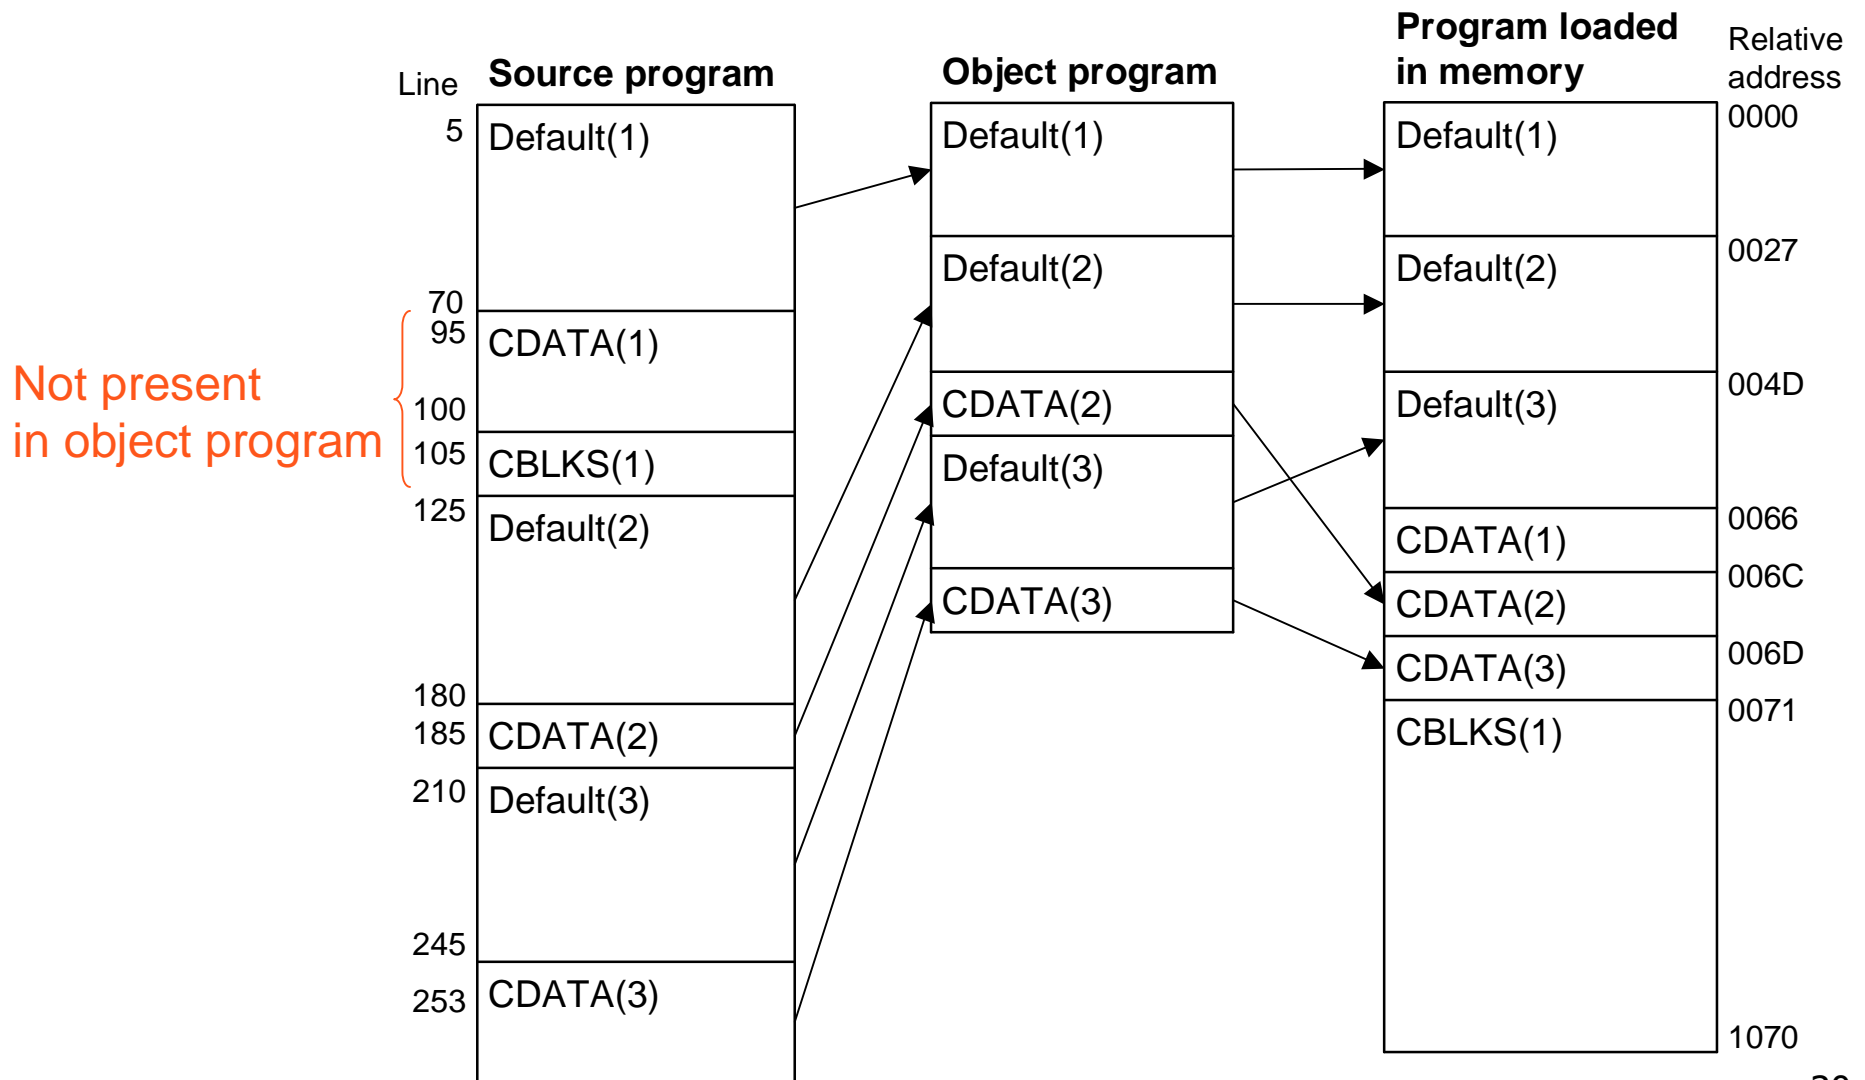 Line
Source program
5
Default(1)
70
95
CDATA(1)
100
105
CBLKS(1)
125
Default(2)
180
185
CDATA(2)
210
Default(3)
245
253
CDATA(3)
Not present
in object program
Object program
Default(1)
Default(2)
CDATA(2)
Default(3)
CDATA(3)
Program loaded
in memory
Relative
address
0000
Default(1)
0027
Default(2)
004D
Default(3)
0066
CDATA(1)
006C
CDATA(2)
006D
CDATA(3)
0071
CBLKS(1)
1070